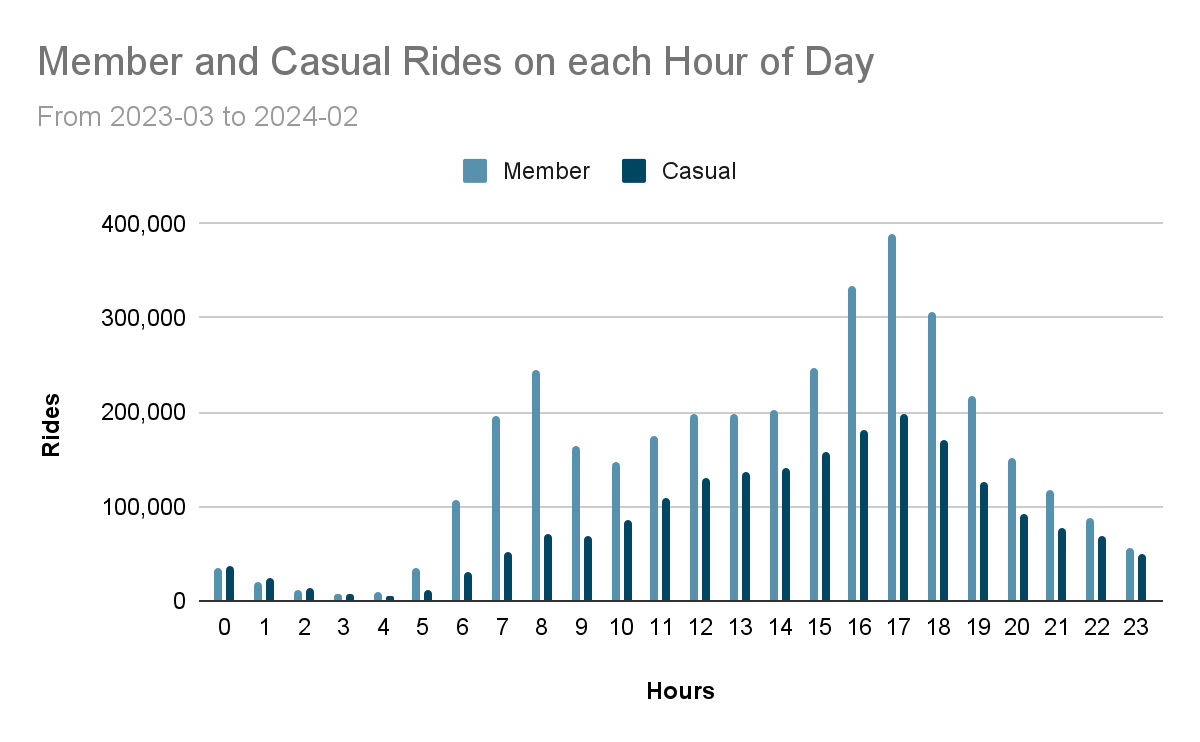 Member and Casual Rides on each Hour of Day
From 2023-03 to 2024-02
Member Casual
400,000
300,000
200,000
100,000
0
Rides
0 1 2 3 4 5 6 7 8 9 10 11 12 13 14 15 16 17 18 19 20 21 22 23
Hours